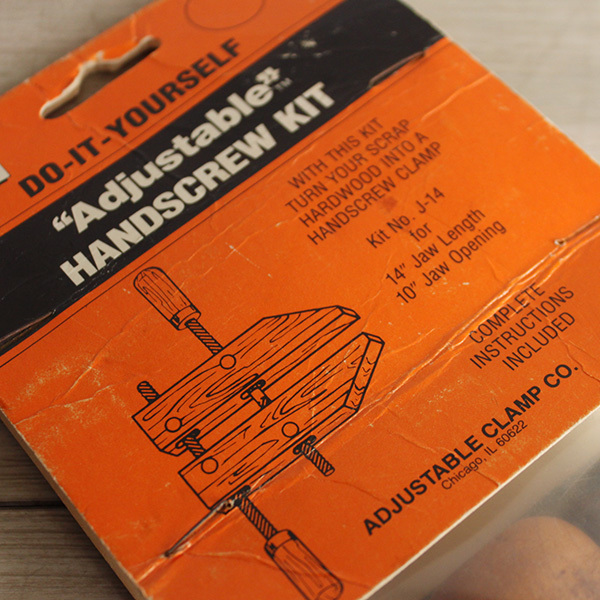 DO-IT-YOURSELF
“Adjustable”™
HANDSCREW KIT
WITH THIS KIT
TURN YOUR SCRAP
HARDWOOD INTO A
HANDSCREW CLAMP
Kit No. J-14
for
14" Jaw Length
10" Jaw Opening
COMPLETE
INSTRUCTIONS
INCLUDED
ADJUSTABLE CLAMP CO.
Chicago, IL 60622